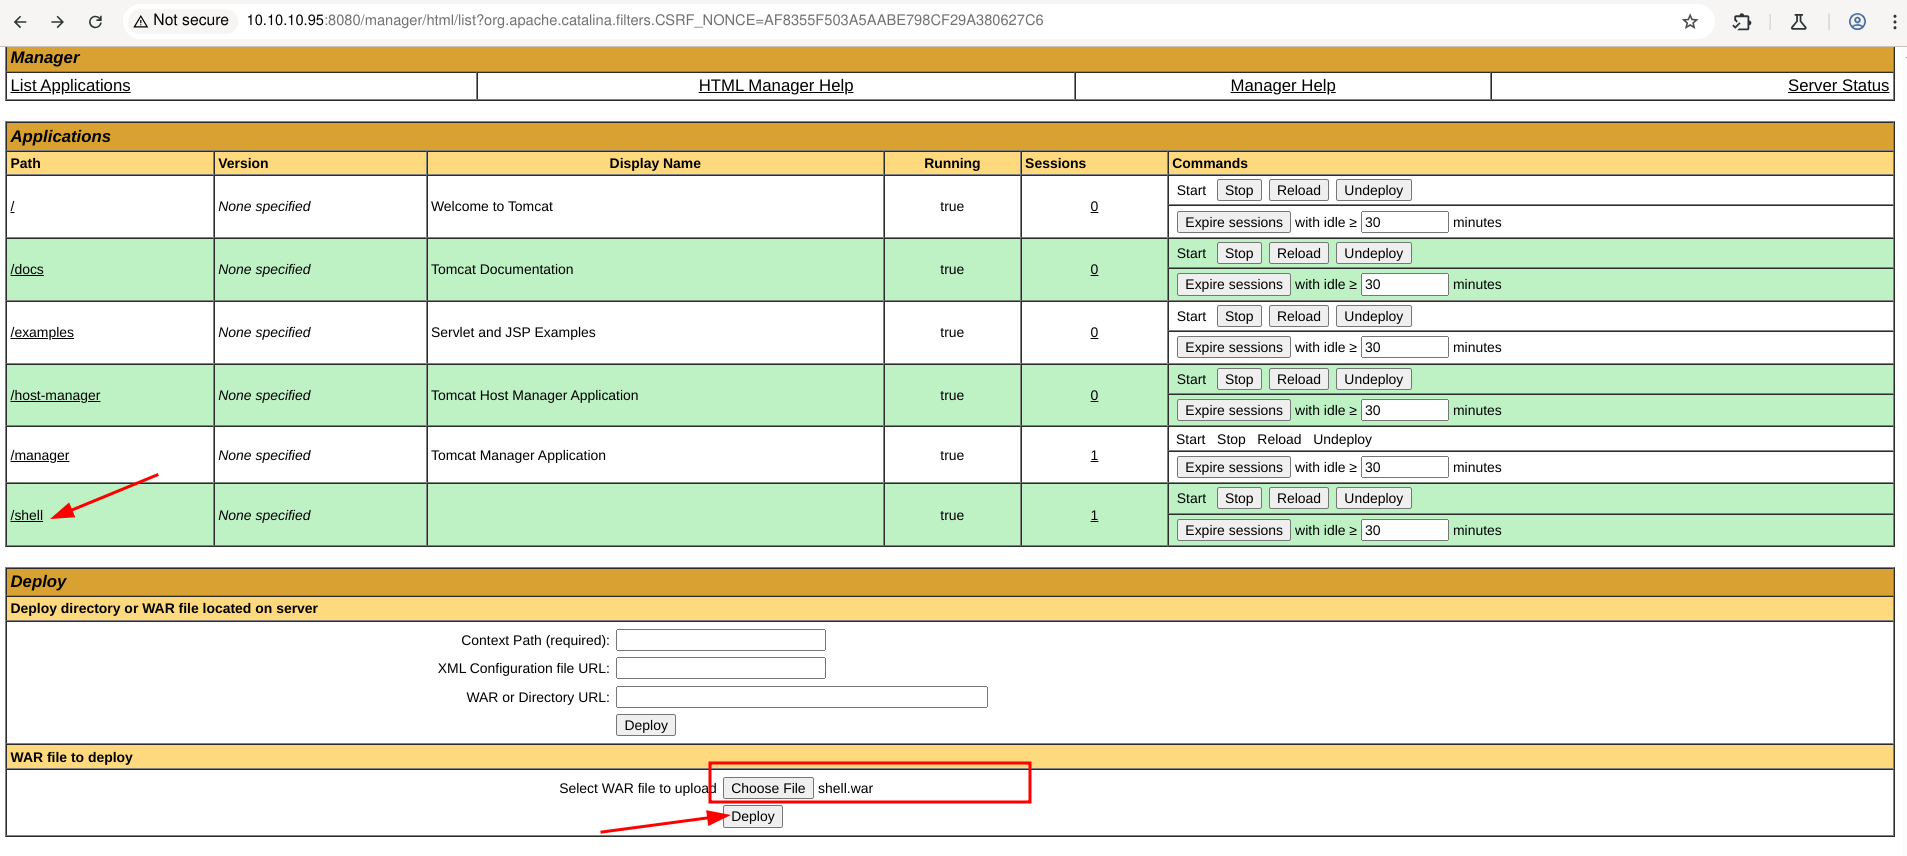 Not secure 10.10.10.95:8080/manager/html/list?org.apache.catalina.filters.CSRF_NONCE=AF8355F503A5AABE798CF29A380627C6
Manager
List Applications HTML Manager Help Manager Help Server Status
Applications
Path Version Display Name Running Sessions Commands
/ None specified Welcome to Tomcat true 0 Start Stop Reload Undeploy
Expire sessions with idle ≥ 30 minutes
/docs None specified Tomcat Documentation true 0 Start Stop Reload Undeploy
Expire sessions with idle ≥ 30 minutes
/examples None specified Servlet and JSP Examples true 0 Start Stop Reload Undeploy
Expire sessions with idle ≥ 30 minutes
/host-manager None specified Tomcat Host Manager Application true 0 Start Stop Reload Undeploy
Expire sessions with idle ≥ 30 minutes
/manager None specified Tomcat Manager Application true 1 Start Stop Reload Undeploy
Expire sessions with idle ≥ 30 minutes
/shell None specified true 1 Start Stop Reload Undeploy
Expire sessions with idle ≥ 30 minutes
Deploy
Deploy directory or WAR file located on server
Context Path (required):
XML Configuration file URL:
WAR or Directory URL:
Deploy
WAR file to deploy
Select WAR file to upload Choose File shell.war
Deploy